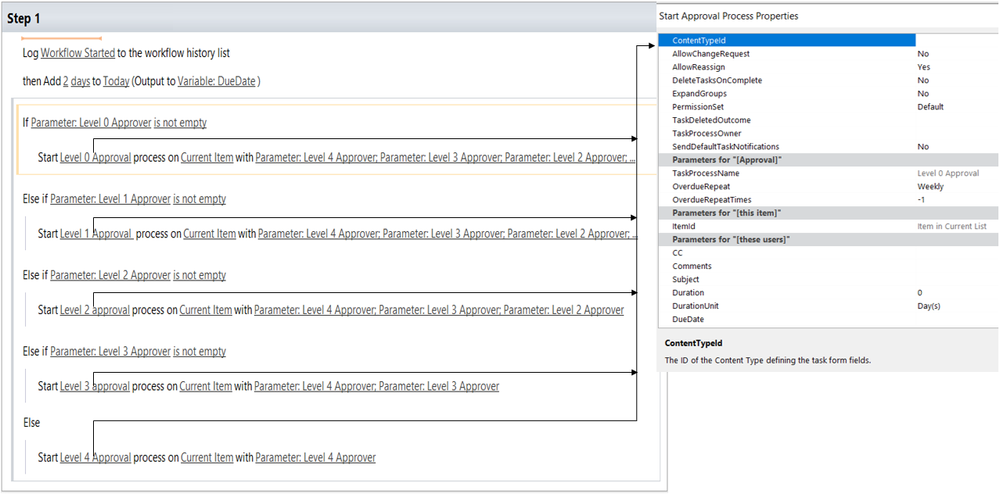 Step 1
Log Workflow Started to the workflow history list
then Add 2 days to Today (Output to Variable: DueDate )
If Parameter: Level 0 Approver is not empty
Start Level 0 Approval process on Current Item with Parameter: Level 4 Approver; Parameter: Level 3 Approver; Parameter: Level 2 Approver; ...
Else if Parameter: Level 1 Approver is not empty
Start Level 1 Approval process on Current Item with Parameter: Level 4 Approver; Parameter: Level 3 Approver; Parameter: Level 2 Approver; ...
Else if Parameter: Level 2 Approver is not empty
Start Level 2 approval process on Current Item with Parameter: Level 4 Approver; Parameter: Level 3 Approver; Parameter: Level 2 Approver
Else if Parameter: Level 3 Approver is not empty
Start Level 3 approval process on Current Item with Parameter: Level 4 Approver; Parameter: Level 3 Approver
Else
Start Level 4 Approval process on Current Item with Parameter: Level 4 Approver
Start Approval Process Properties
ContentTypeId
AllowChangeRequest No
AllowReassign Yes
DeleteTasksOnComplete No
ExpandGroups No
PermissionSet Default
TaskDeletedOutcome
TaskProcessOwner
SendDefaultTaskNotifications No
Parameters for "[Approval]"
TaskProcessName Level 0 Approval
OverdueRepeat Weekly
OverdueRepeatTimes -1
Parameters for "[this item]"
ItemId Item in Current List
Parameters for "[these users]"
CC
Comments
Subject
Duration 0
DurationUnit Day(s)
DueDate
ContentTypeId
The ID of the Content Type defining the task form fields.